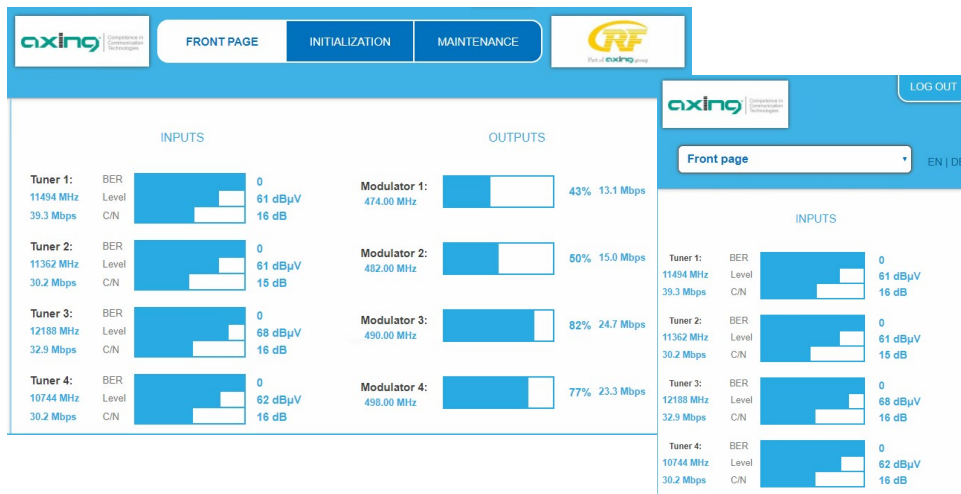 axing
Competence in
Communication
Technologies
FRONT PAGE
INITIALIZATION
MAINTENANCE
GRF
Part of axing group
INPUTS
OUTPUTS
Tuner 1: BER 0
11494 MHz Level 61 dBµV
39.3 Mbps C/N 16 dB
Tuner 2: BER 0
11362 MHz Level 61 dBµV
30.2 Mbps C/N 15 dB
Tuner 3: BER 0
12188 MHz Level 68 dBµV
32.9 Mbps C/N 16 dB
Tuner 4: BER 0
10744 MHz Level 62 dBµV
30.2 Mbps C/N 16 dB
Modulator 1:
474.00 MHz 43% 13.1 Mbps
Modulator 2:
482.00 MHz 50% 15.0 Mbps
Modulator 3:
490.00 MHz 82% 24.7 Mbps
Modulator 4:
498.00 MHz 77% 23.3 Mbps
axing
Competence in
Communication
Technologies
LOG OUT
Front page
EN | DE
INPUTS
Tuner 1: BER 0
11494 MHz Level 61 dBµV
39.3 Mbps C/N 16 dB
Tuner 2: BER 0
11362 MHz Level 61 dBµV
30.2 Mbps C/N 15 dB
Tuner 3: BER 0
12188 MHz Level 68 dBµV
32.9 Mbps C/N 16 dB
Tuner 4: BER 0
10744 MHz Level 62 dBµV
30.2 Mbps C/N 16 dB